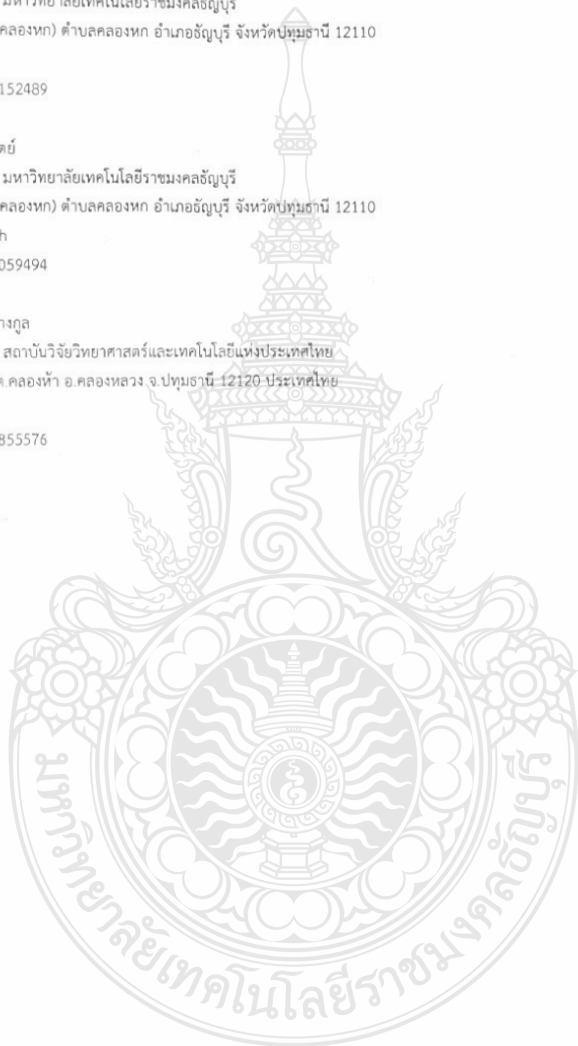 มหาวิทยาลัยเทคโนโลยีราชมงคลธัญบุรี
คลองหก) ตำบลคลองหก อำเภอธัญบุรี จังหวัดปทุมธานี 12110
152489
ตย์
มหาวิทยาลัยเทคโนโลยีราชมงคลธัญบุรี
คลองหก) ตำบลคลองหก อำเภอธัญบุรี จังหวัดปทุมธานี 12110
h
059494
างกูล
สถาบันวิจัยวิทยาศาสตร์และเทคโนโลยีแห่งประเทศไทย
ต.คลองห้า อ.คลองหลวง จ.ปทุมธานี 12120 ประเทศไทย
855576
มหาวิทยาลัยเทคโนโลยีราชมงคลธัญบุรี